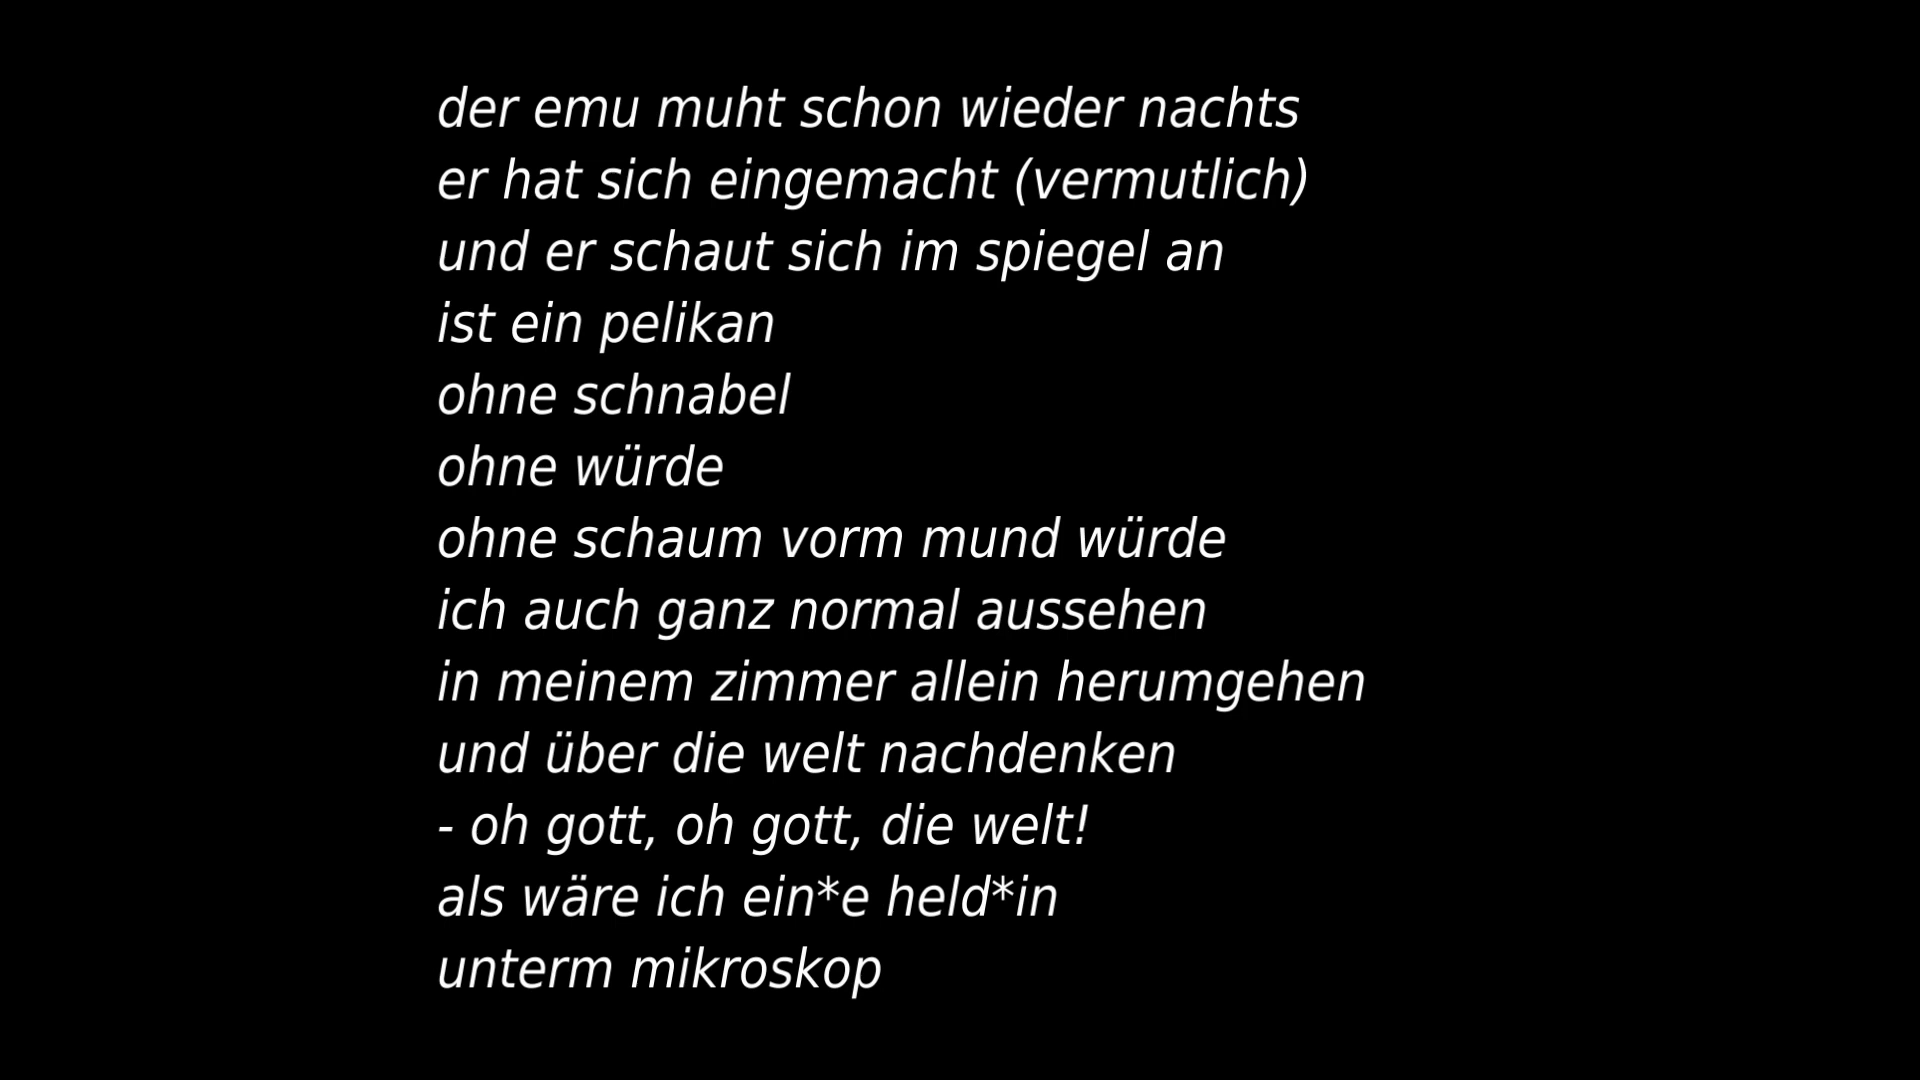 der emu muht schon wieder nachts
er hat sich eingemacht (vermutlich)
und er schaut sich im spiegel an
ist ein pelikan
ohne schnabel
ohne würde
ohne schaum vorm mund würde
ich auch ganz normal aussehen
in meinem zimmer allein herumgehen
und über die welt nachdenken
- oh gott, oh gott, die welt!
als wäre ich ein*e held*in
unterm mikroskop